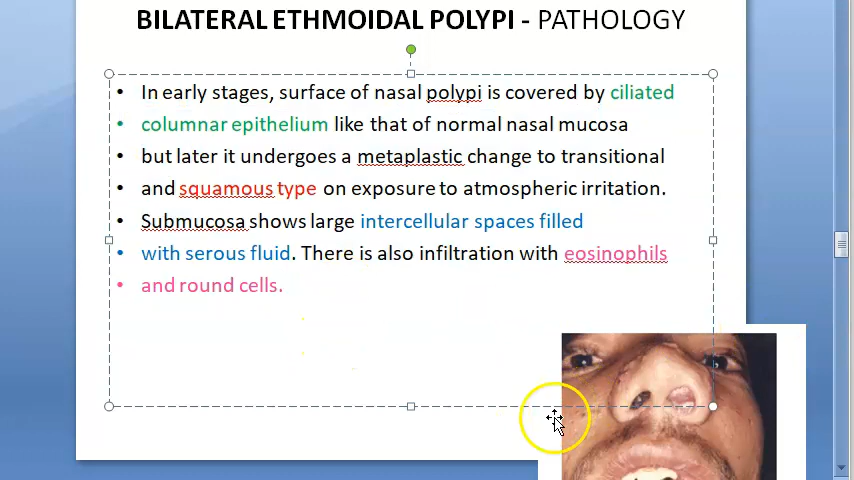 BILATERAL ETHMOIDAL POLYPI - PATHOLOGY
• In early stages, surface of nasal polypi is covered by ciliated
• columnar epithelium like that of normal nasal mucosa
• but later it undergoes a metaplastic change to transitional
• and squamous type on exposure to atmospheric irritation.
• Submucosa shows large intercellular spaces filled
• with serous fluid. There is also infiltration with eosinophils
• and round cells.